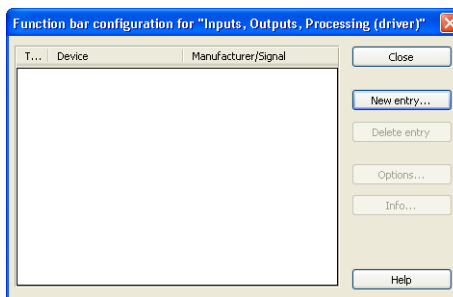 Function bar configuration for "Inputs, Outputs, Processing (driver)"
T... Device Manufacturer/Signal
Close
New entry...
Delete entry
Options...
Info...
Help